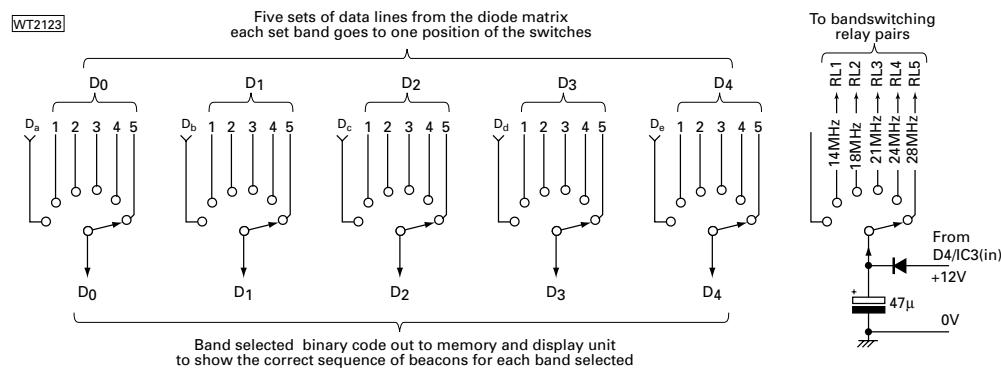 WT2123
Five sets of data lines from the diode matrix
each set band goes to one position of the switches
D0 D1 D2 D3 D4
Da 1 2 3 4 5 Db 1 2 3 4 5 Dc 1 2 3 4 5 Dd 1 2 3 4 5 De 1 2 3 4 5
D0 D1 D2 D3 D4
Band selected binary code out to memory and display unit
to show the correct sequence of beacons for each band selected
To bandswitching
relay pairs
RL1 RL2 RL3 RL4 RL5
14MHz 18MHz 21MHz 24MHz 28MHz
From
D4/IC3(in)
+12V
+
47µ
0V